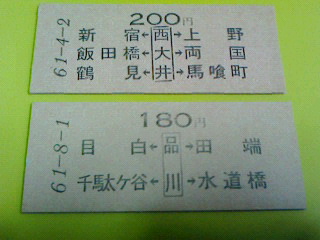 61-4-2
200円
新宿←西→上野
飯田橋←大→両国
鶴見←井→馬喰町
61-8-1
180円
目白←品→田端
千駄ケ谷←川→水道橋